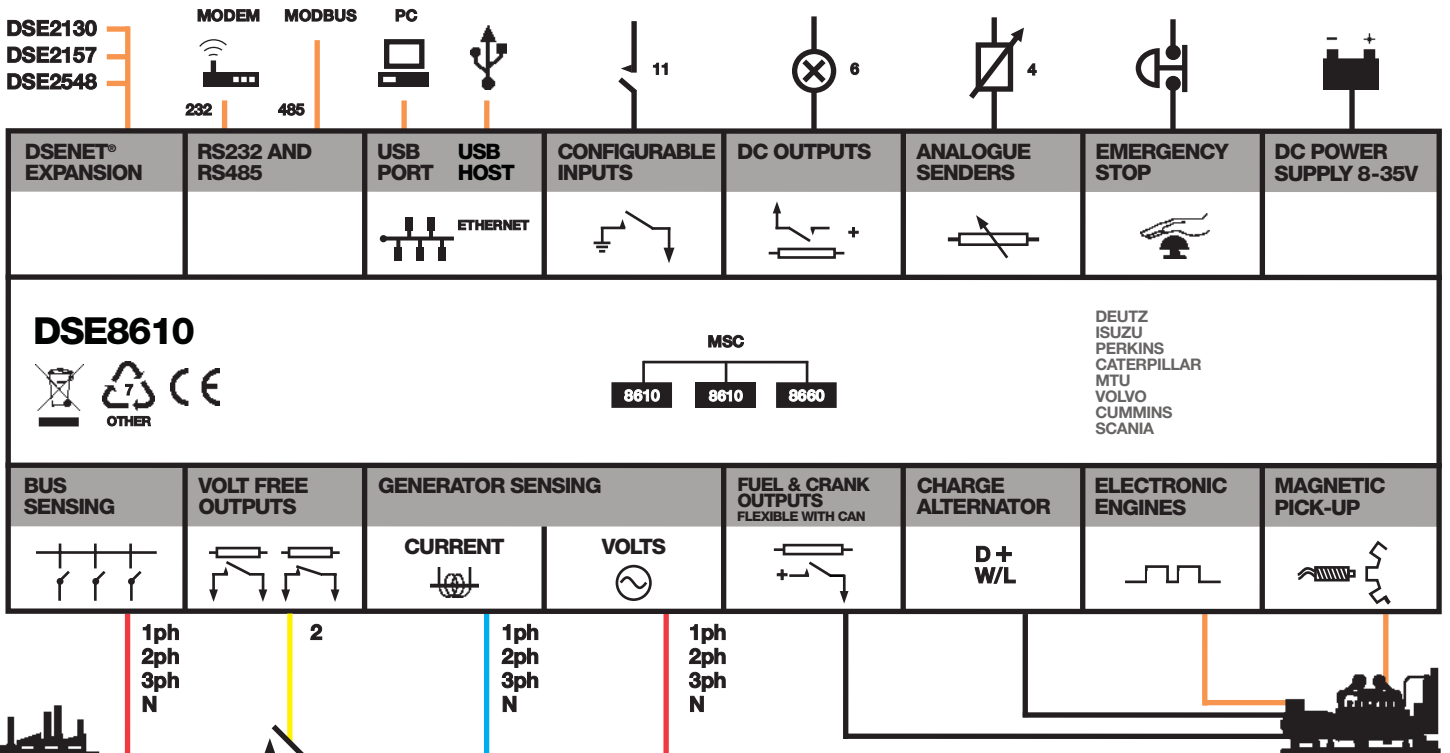 DSE2130
DSE2157
DSE2548
MODEM
MODBUS
PC
232
485
11
6
4
- +
DSENET®
EXPANSION
RS232 AND
RS485
USB
PORT
USB
HOST
CONFIGURABLE
INPUTS
DC OUTPUTS
ANALOGUE
SENDERS
EMERGENCY
STOP
DC POWER
SUPPLY 8-35V
ETHERNET
+
DSE8610
7
OTHER
CE
MSC
8610
8610
8660
DEUTZ
ISUZU
PERKINS
CATERPILLAR
MTU
VOLVO
CUMMINS
SCANIA
BUS
SENSING
VOLT FREE
OUTPUTS
GENERATOR SENSING
FUEL & CRANK
OUTPUTS
FLEXIBLE WITH CAN
CHARGE
ALTERNATOR
ELECTRONIC
ENGINES
MAGNETIC
PICK-UP
CURRENT
VOLTS
+
D+
W/L
1ph
2ph
3ph
N
2
1ph
2ph
3ph
N
1ph
2ph
3ph
N